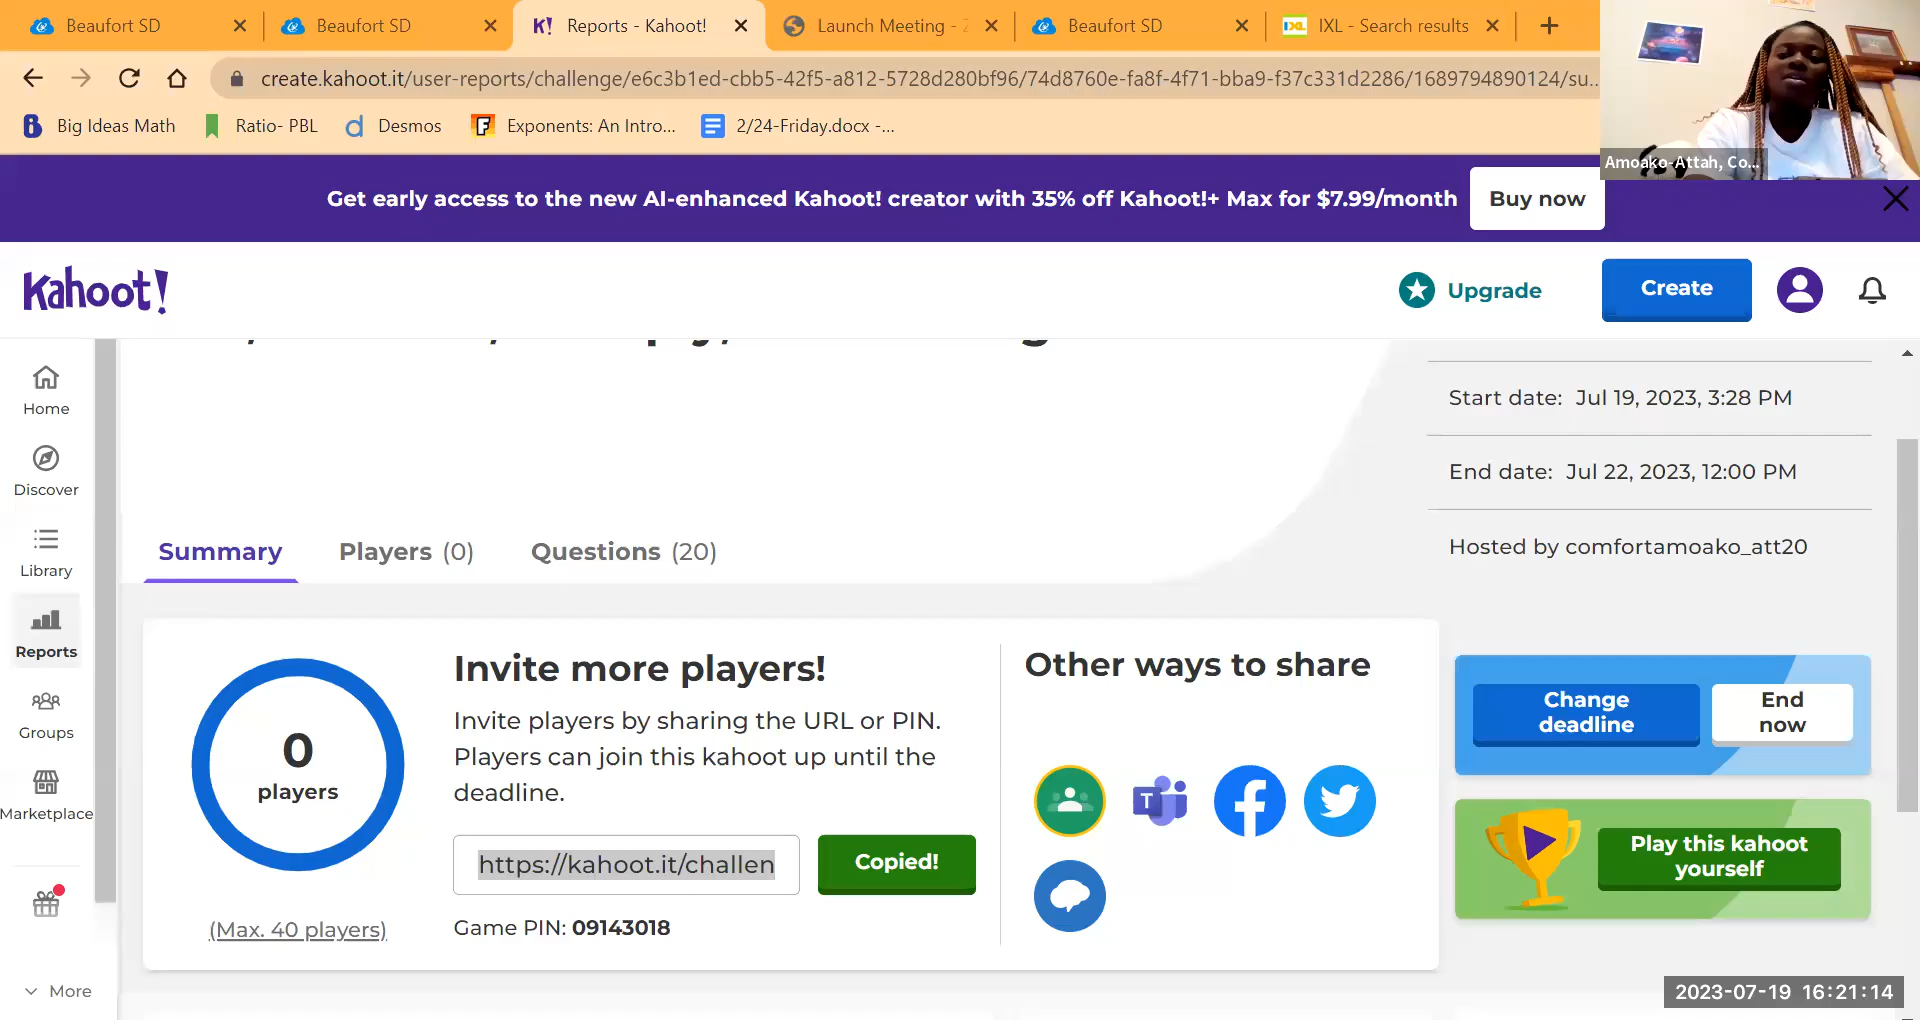 Beaufort SD
Beaufort SD
K! Reports - Kahoot!
Launch Meeting - Z
Beaufort SD
IXL IXL - Search results
create.kahoot.it/user-reports/challenge/e6c3b1ed-cbb5-42f5-a812-5728d280bf96/74d8760e-fa8f-4f71-bba9-f37c331d2286/1689794890124/su...
Big Ideas Math
Ratio- PBL
d Desmos
F Exponents: An Intro...
2/24-Friday.docx -...
Amoako-Attah, Co...
Get early access to the new AI-enhanced Kahoot! creator with 35% off Kahoot!+ Max for $7.99/month
Buy now
Kahoot!
Upgrade
Create
Home
Discover
Library
Reports
Groups
Marketplace
More
Start date: Jul 19, 2023, 3:28 PM
End date: Jul 22, 2023, 12:00 PM
Hosted by comfortamoako_att20
Summary
Players (0)
Questions (20)
0
players
(Max. 40 players)
Invite more players!
Invite players by sharing the URL or PIN.
Players can join this kahoot up until the
deadline.
https://kahoot.it/challen
Copied!
Game PIN: 09143018
Other ways to share
T
Change
deadline
End
now
Play this kahoot
yourself
2023-07-19 16:21:14